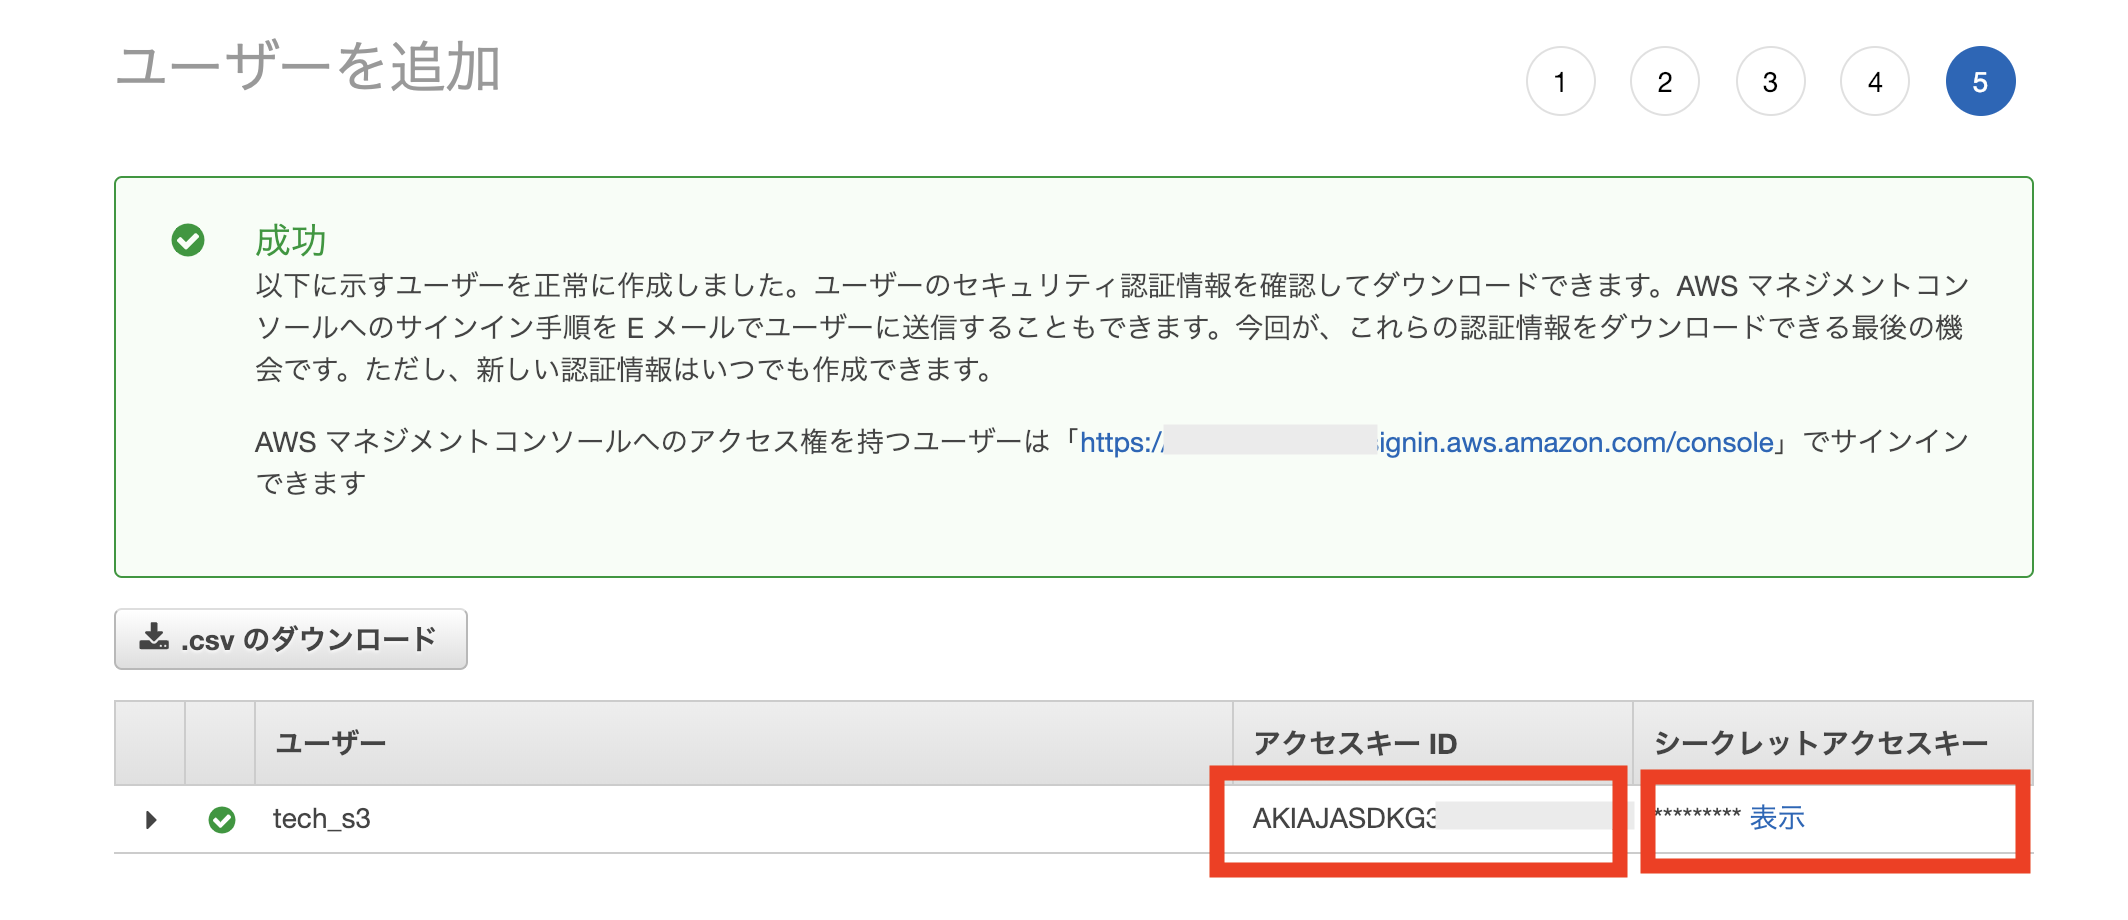 ユーザーを追加
1 2 3 4 5
成功
以下に示すユーザーを正常に作成しました。ユーザーのセキュリティ認証情報を確認してダウンロードできます。AWS マネジメントコン
ソールへのサインイン手順を E メールでユーザーに送信することもできます。今回が、これらの認証情報をダウンロードできる最後の機
会です。ただし、新しい認証情報はいつでも作成できます。
AWS マネジメントコンソールへのアクセス権を持つユーザーは「https:/ ignin.aws.amazon.com/console」でサインイン
できます
.csv のダウンロード
ユーザー アクセスキー ID シークレットアクセスキー
tech_s3 AKIAJASDKG3 ********* 表示